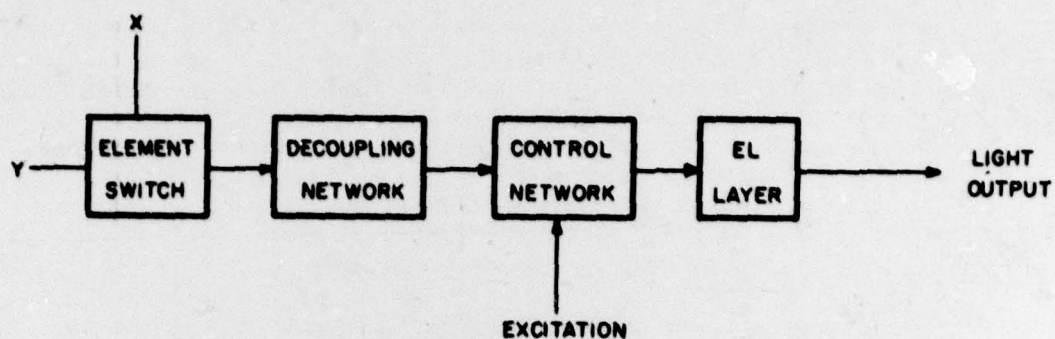 X
Y
ELEMENT
SWITCH
DECOUPLING
NETWORK
CONTROL
NETWORK
EL
LAYER
LIGHT
OUTPUT
EXCITATION